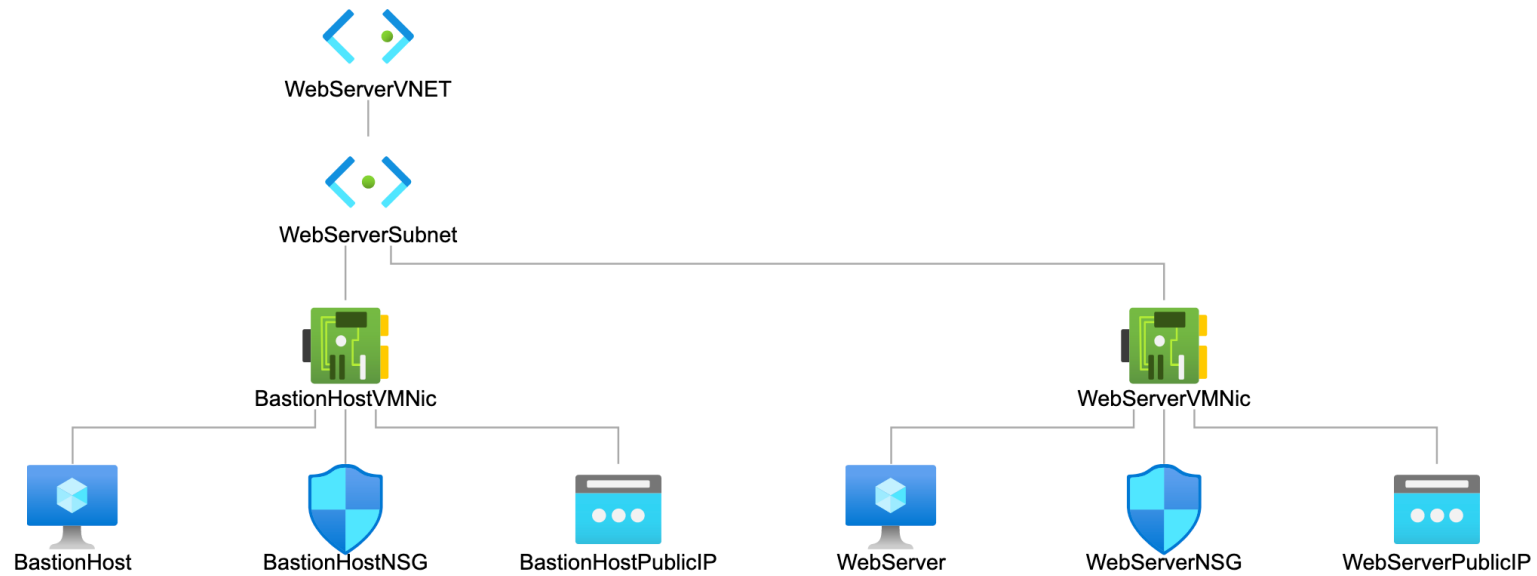 WebServerVNET
WebServerSubnet
BastionHostVMNic
WebServerVMNic
BastionHost
BastionHostNSG
BastionHostPublicIP
WebServer
WebServerNSG
WebServerPublicIP